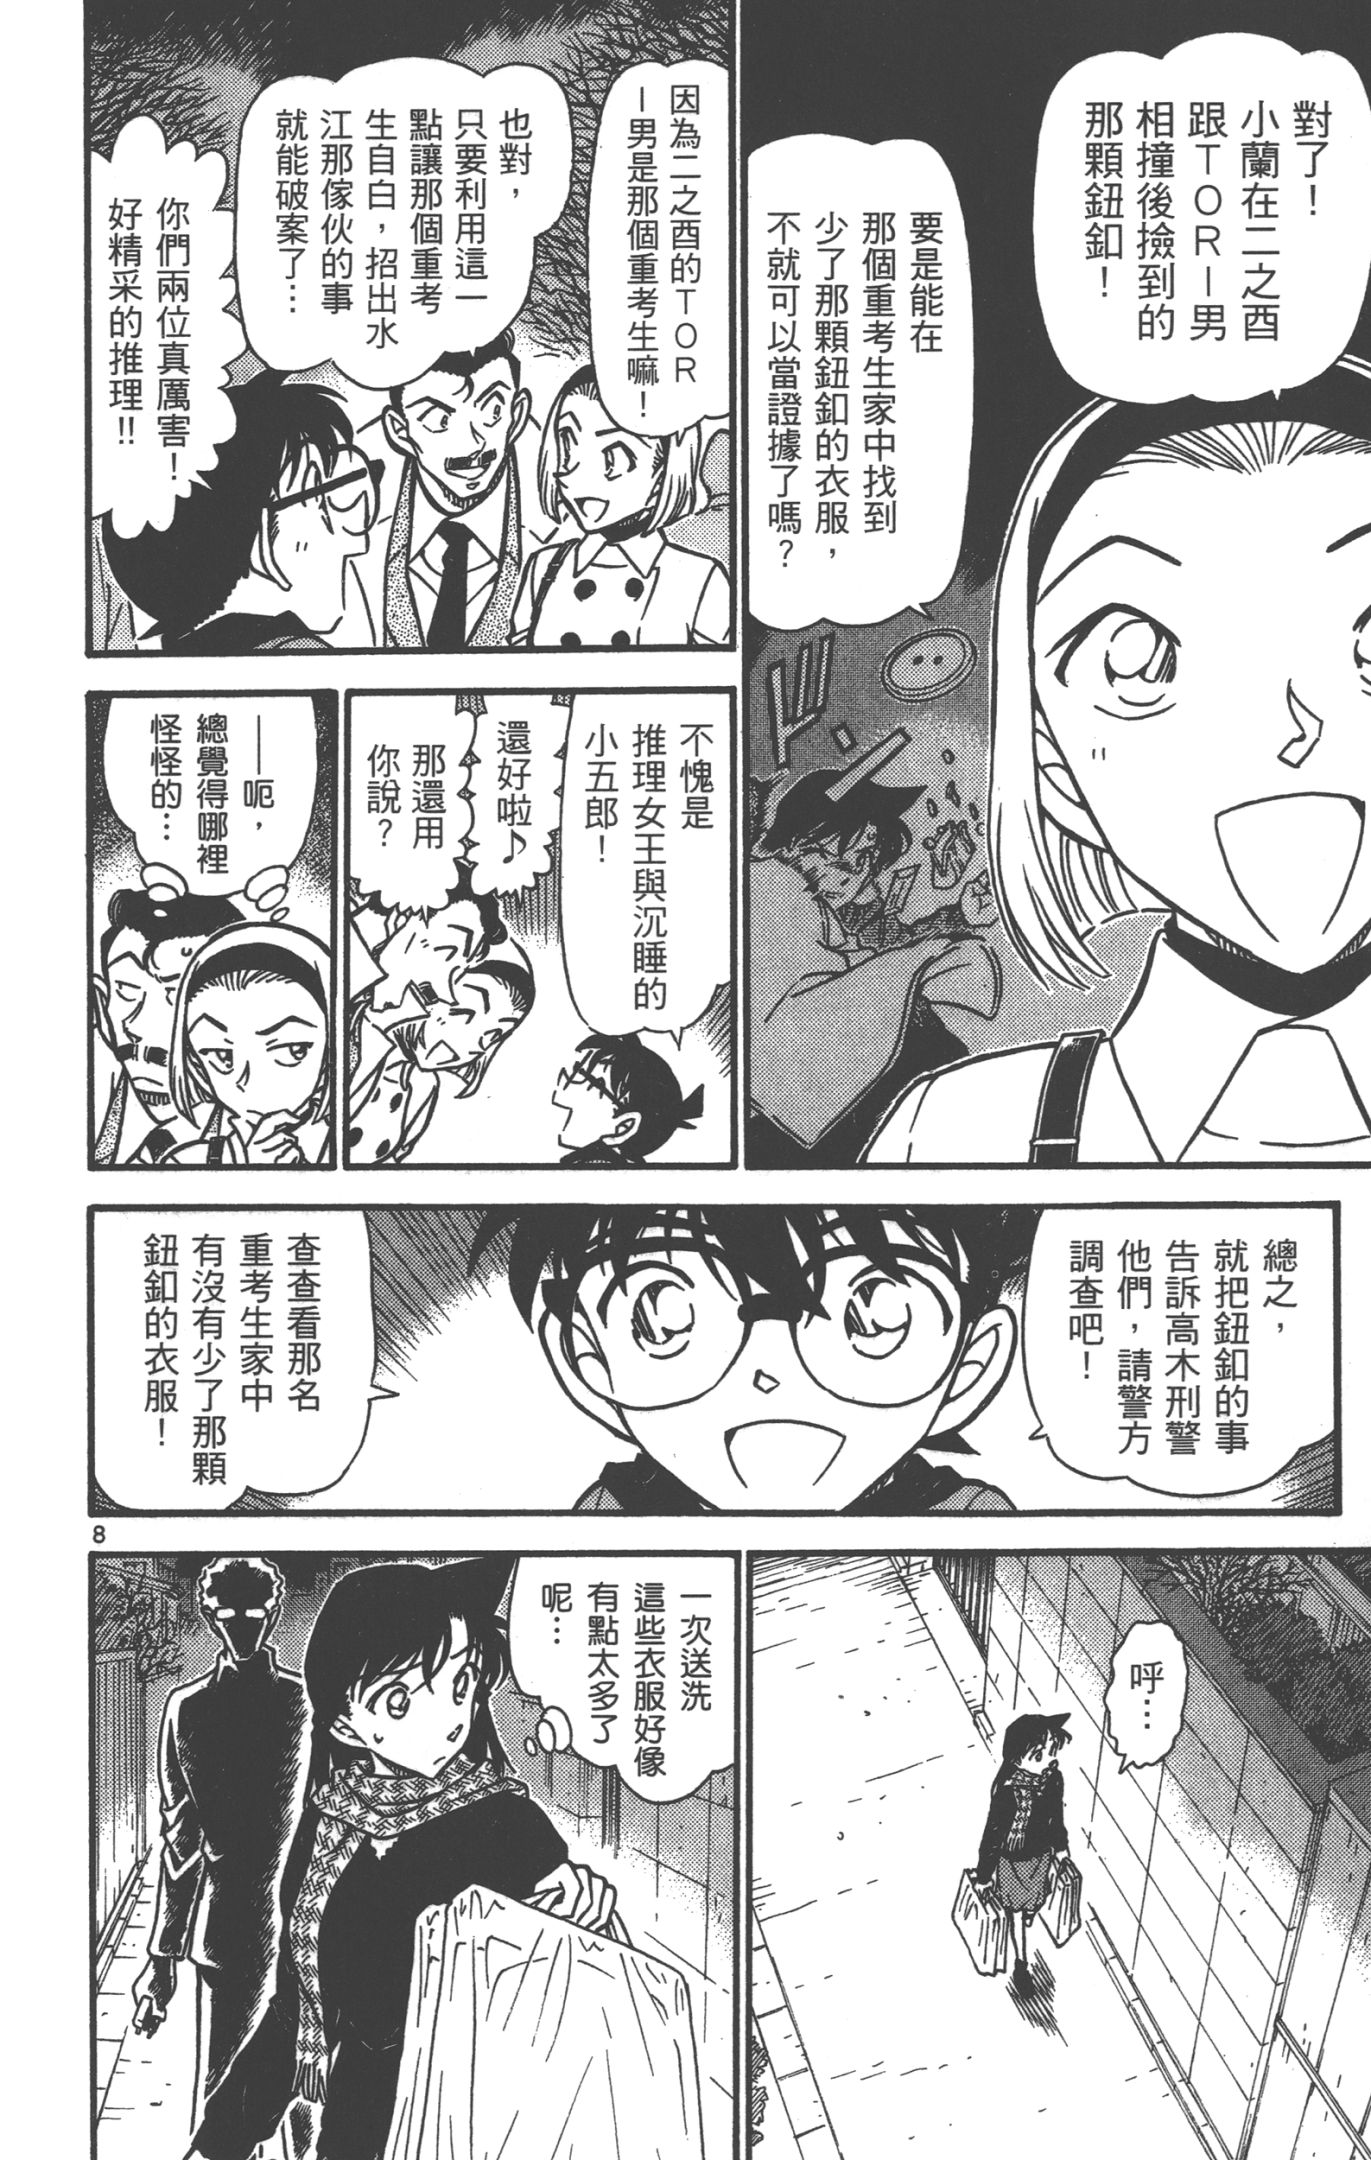 對了！
小蘭在二之酉
跟ＴＯＲＩ男
相撞後撿到的
那顆鈕釦！
要是能在
那個重考生家中找到
少了那顆鈕釦的衣服，
不就可以當證據了嗎？
ドド
因為二之酉的ＴＯＲ
Ｉ男是那個重考生嘛！
也對，
只要利用這一
點讓那個重考
生自白，招出水
江那傢伙的事
就能破案了…
你們兩位真厲害！
好精采的推理!!
不愧是
推理女王與沉睡的
小五郎！
還好啦♪
那還用
你說？
——呃，
總覺得哪裡
怪怪的…
總之，
就把鈕釦的事
告訴高木刑警
他們，請警方
調查吧！
查查看那名
重考生家中
有沒有少了那顆
鈕釦的衣服！
8
呼…
一次送洗
這些衣服好像
有點太多了
呢…